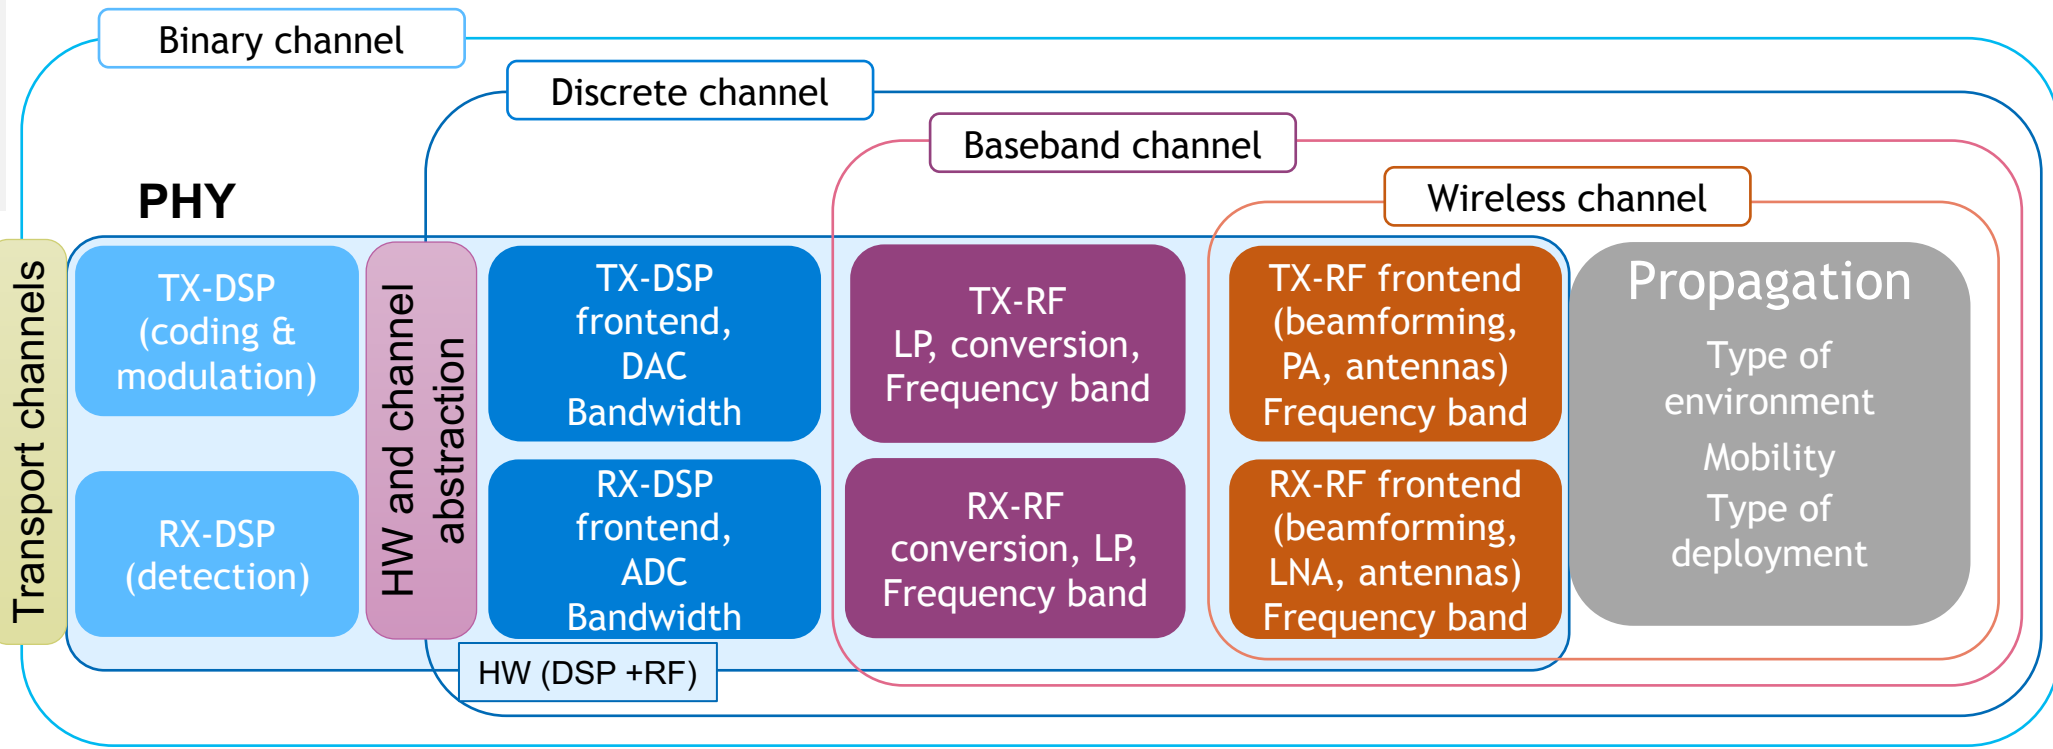 Binary channel
Discrete channel
Baseband channel
Wireless channel
PHY
Transport channels
TX-DSP
(coding &
modulation)
RX-DSP
(detection)
HW and channel
abstraction
TX-DSP
frontend,
DAC
Bandwidth
RX-DSP
frontend,
ADC
Bandwidth
TX-RF
LP, conversion,
Frequency band
RX-RF
conversion, LP,
Frequency band
TX-RF frontend
(beamforming,
PA, antennas)
Frequency band
RX-RF frontend
(beamforming,
LNA, antennas)
Frequency band
Propagation
Type of
environment
Mobility
Type of
deployment
HW (DSP +RF)